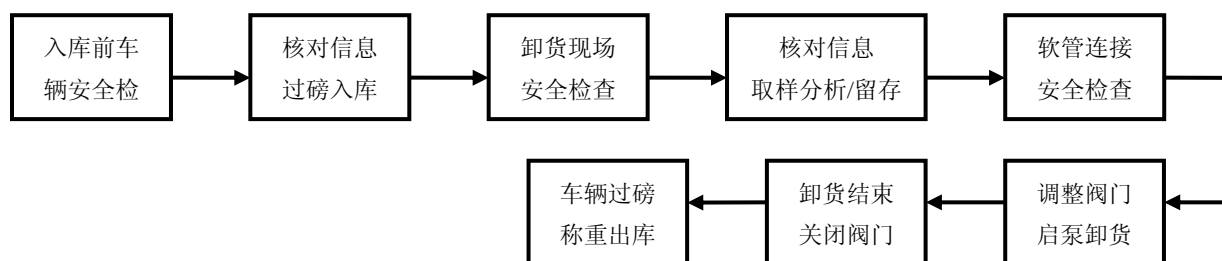 入库前车
辆安全检
核对信息
过磅入库
卸货现场
安全检查
核对信息
取样分析/留存
软管连接
安全检查
调整阀门
启泵卸货
卸货结束
关闭阀门
车辆过磅
称重出库